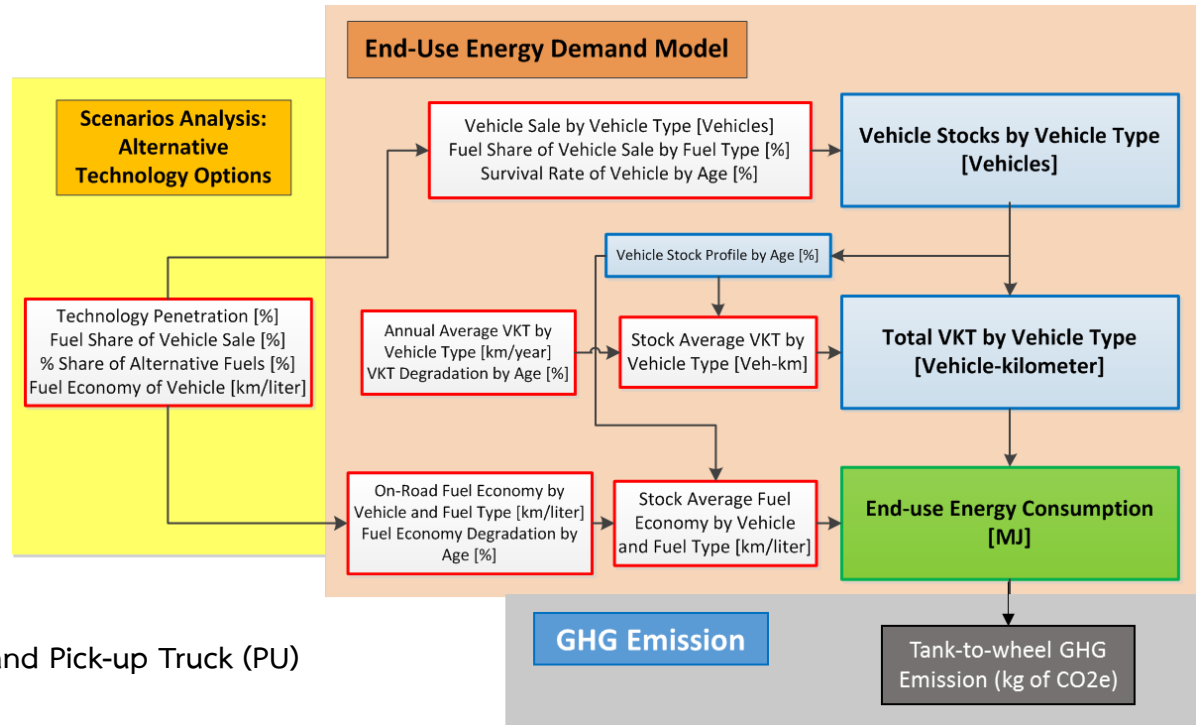 End-Use Energy Demand Model
Scenarios Analysis:
Alternative
Technology Options
Vehicle Sale by Vehicle Type [Vehicles]
Fuel Share of Vehicle Sale by Fuel Type [%]
Survival Rate of Vehicle by Age [%]
Vehicle Stocks by Vehicle Type
[Vehicles]
Vehicle Stock Profile by Age [%]
Technology Penetration [%]
Fuel Share of Vehicle Sale [%]
% Share of Alternative Fuels [%]
Fuel Economy of Vehicle [km/liter]
Annual Average VKT by
Vehicle Type [km/year]
VKT Degradation by Age [%]
Stock Average VKT by
Vehicle Type [Veh-km]
Total VKT by Vehicle Type
[Vehicle-kilometer]
On-Road Fuel Economy by
Vehicle and Fuel Type [km/liter]
Fuel Economy Degradation by
Age [%]
Stock Average Fuel
Economy by Vehicle
and Fuel Type [km/liter]
End-use Energy Consumption
[MJ]
GHG Emission
Tank-to-wheel GHG
Emission (kg of CO2e)
and Pick-up Truck (PU)